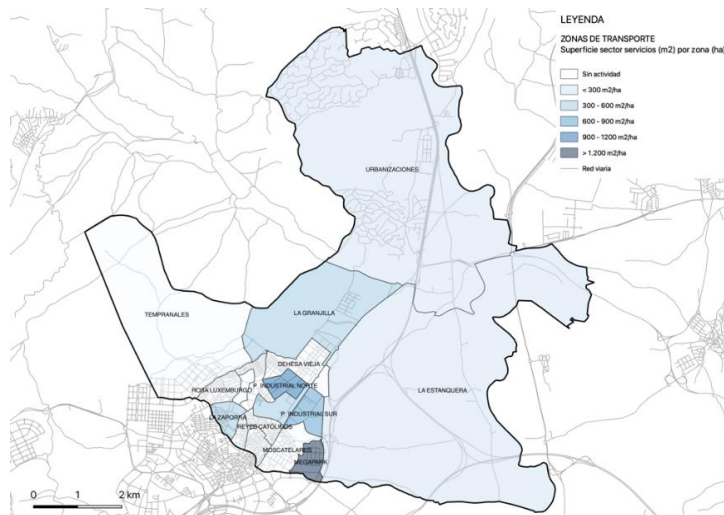 LEYENDA
ZONAS DE TRANSPORTE
Superficie sector servicios (m2) por zona (ha)
Sin actividad
< 300 m2/ha
300 - 600 m2/ha
600 - 900 m2/ha
900 - 1200 m2/ha
> 1.200 m2/ha
Red viaria
URBANIZACIONES
TEMPRANALES
LA GRANJILLA
DEHESA VIEJA
ROSA LUXEMBURGO
P. INDUSTRIAL NORTE
LA ESTANQUERA
LA ZAPORRA
P. INDUSTRIAL SUR
REYES CATÓLICOS
MOSCATELARES
MEGAPARK
0 1 2 km